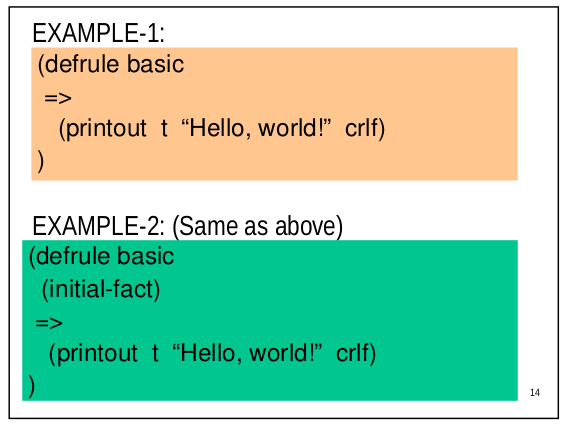 EXAMPLE-1:
(defrule basic
=>
(printout t “Hello, world!” crlf)
)
EXAMPLE-2: (Same as above)
(defrule basic
(initial-fact)
=>
(printout t “Hello, world!” crlf)
)
14